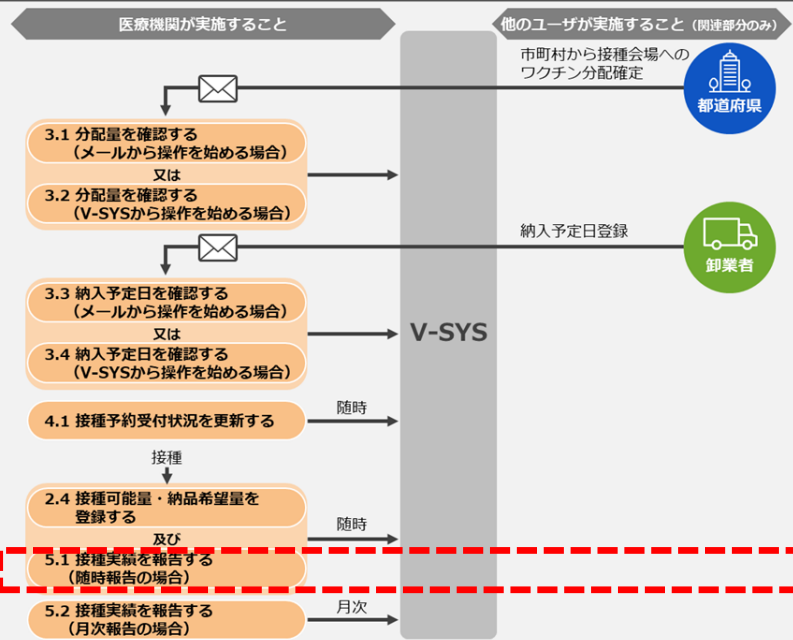 医療機関が実施すること
他のユーザが実施すること（関連部分のみ）
市町村から接種会場への
ワクチン分配確定
都道府県
3.1 分配量を確認する
（メールから操作を始める場合）
又は
3.2 分配量を確認する
（V-SYSから操作を始める場合）
納入予定日登録
卸業者
3.3 納入予定日を確認する
（メールから操作を始める場合）
又は
3.4 納入予定日を確認する
（V-SYSから操作を始める場合）
V-SYS
4.1 接種予約受付状況を更新する
随時
接種
2.4 接種可能量・納品希望量を
登録する
随時
及び
5.1 接種実績を報告する
（随時報告の場合）
5.2 接種実績を報告する
（月次報告の場合）
月次